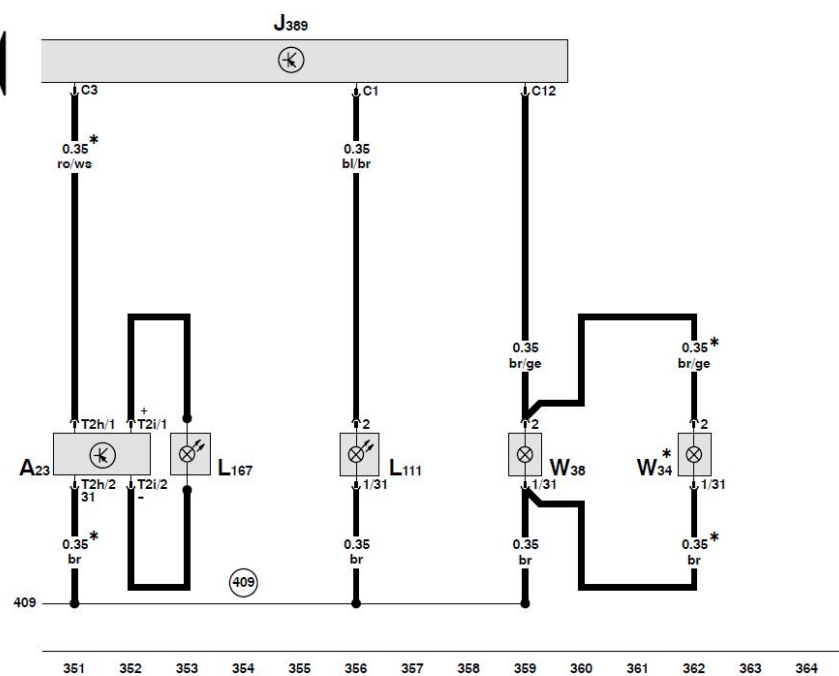 J389
C3 C1 C12
0.35* 0.35
ro/ws bl/br
0.35 0.35*
br/ge br/ge
+
T2h/1 T2i/1 2 2 2
A23 L167 L111 W38 W34*
T2h/2 T2i/2 1/31 1/31 1/31
31 -
0.35* 0.35 0.35 0.35*
br br br br
409
409
351 352 353 354 355 356 357 358 359 360 361 362 363 364